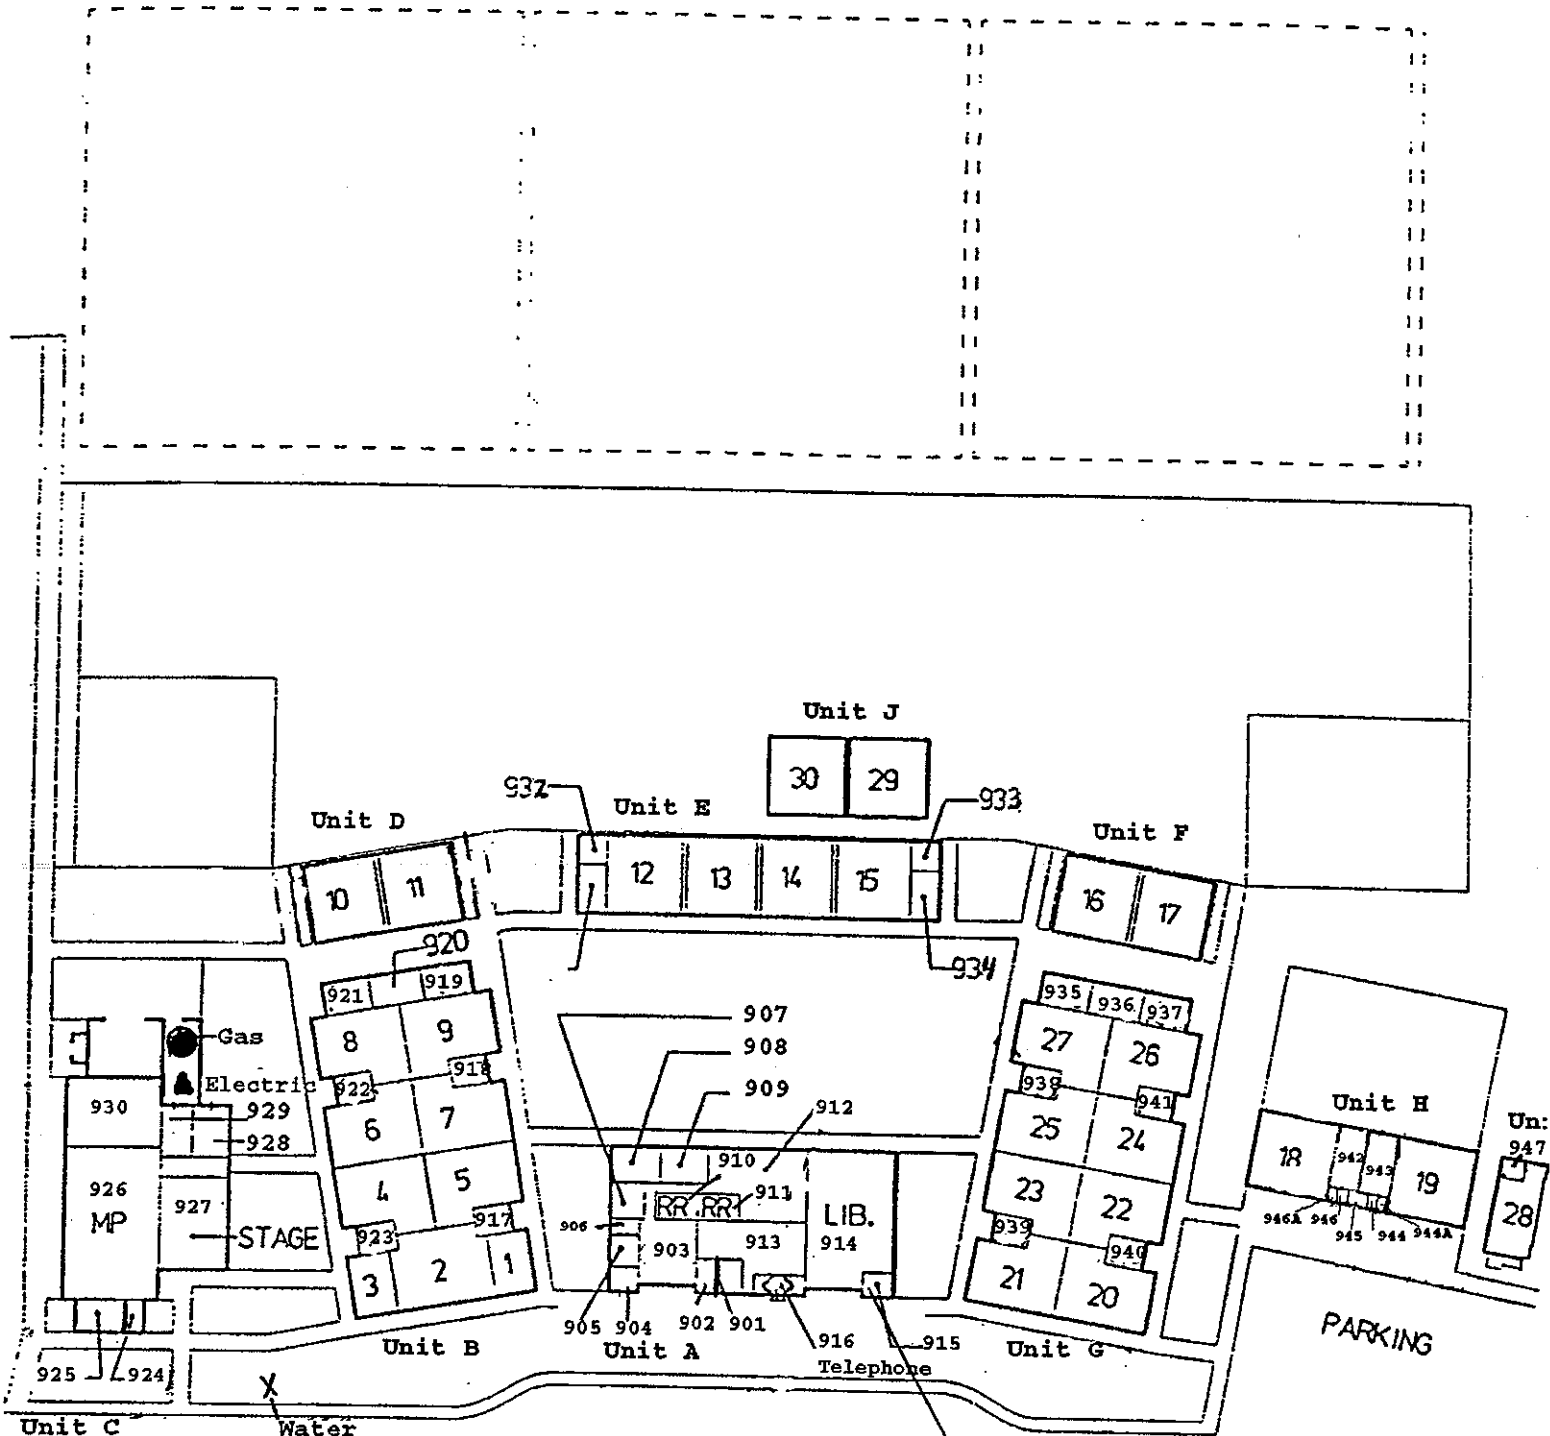 Unit J
30 29
932 Unit E 933
Unit D Unit F
10 11 12 13 14 15 16 17
920 934
921 919 935 936 937
8 9 27 26
Gas
907
908
922 918 938 941
Electric
909
930 929 912
928
6 7 25 24
Unit H
Un:
947
910
18 942 943 19
926 MP 927 4 5 RR RR 911 LIB. 914 23 22
28
STAGE
923 917 906 903 913 939 940
946A 946 945 944 944A
3 2 1 21 20
905 904 902 901 916 915
Telephone
PARKING
Unit B Unit A Unit G
925 924
X
Unit C Water